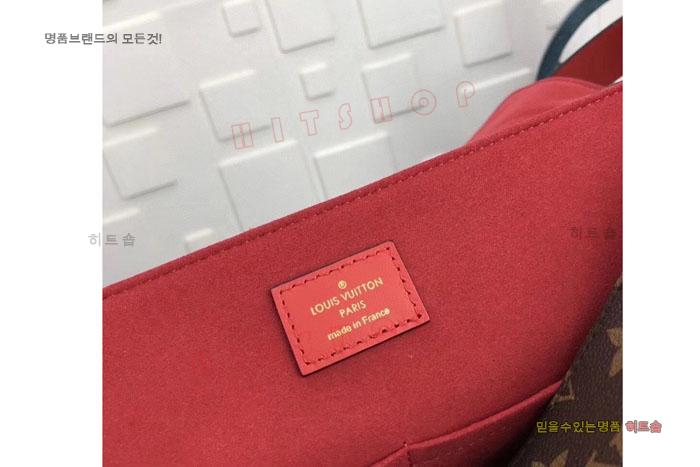 명품브랜드의 모든것!
HITSHOP
히트숍
히트숍
LOUIS VUITTON
PARIS
made in France
믿을수있는명품 히트숍